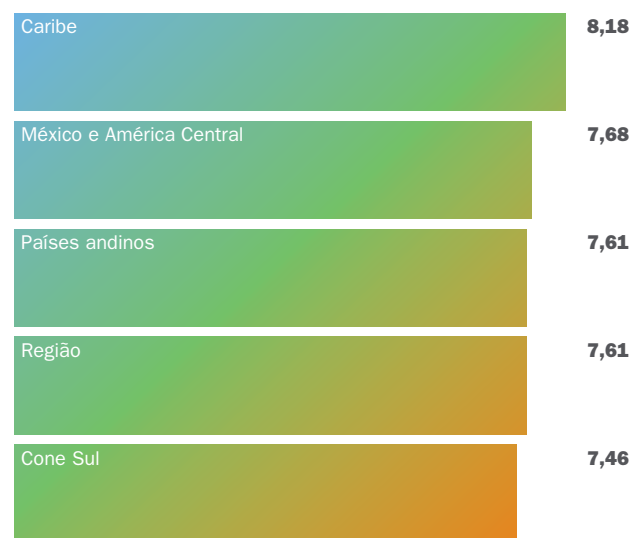 Caribe 8,18
México e América Central 7,68
Países andinos 7,61
Região 7,61
Cone Sul 7,46